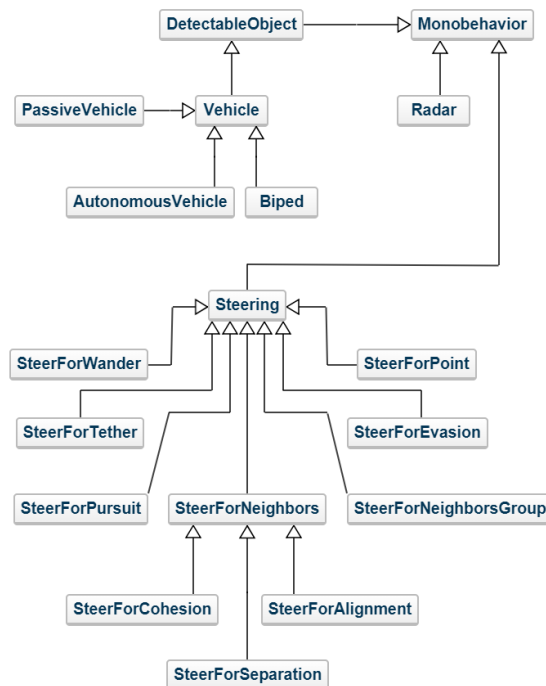 DetectableObject
Monobehavior
PassiveVehicle
Vehicle
Radar
AutonomousVehicle
Biped
Steering
SteerForWander
SteerForPoint
SteerForTether
SteerForEvasion
SteerForPursuit
SteerForNeighbors
SteerForNeighborsGroup
SteerForCohesion
SteerForAlignment
SteerForSeparation